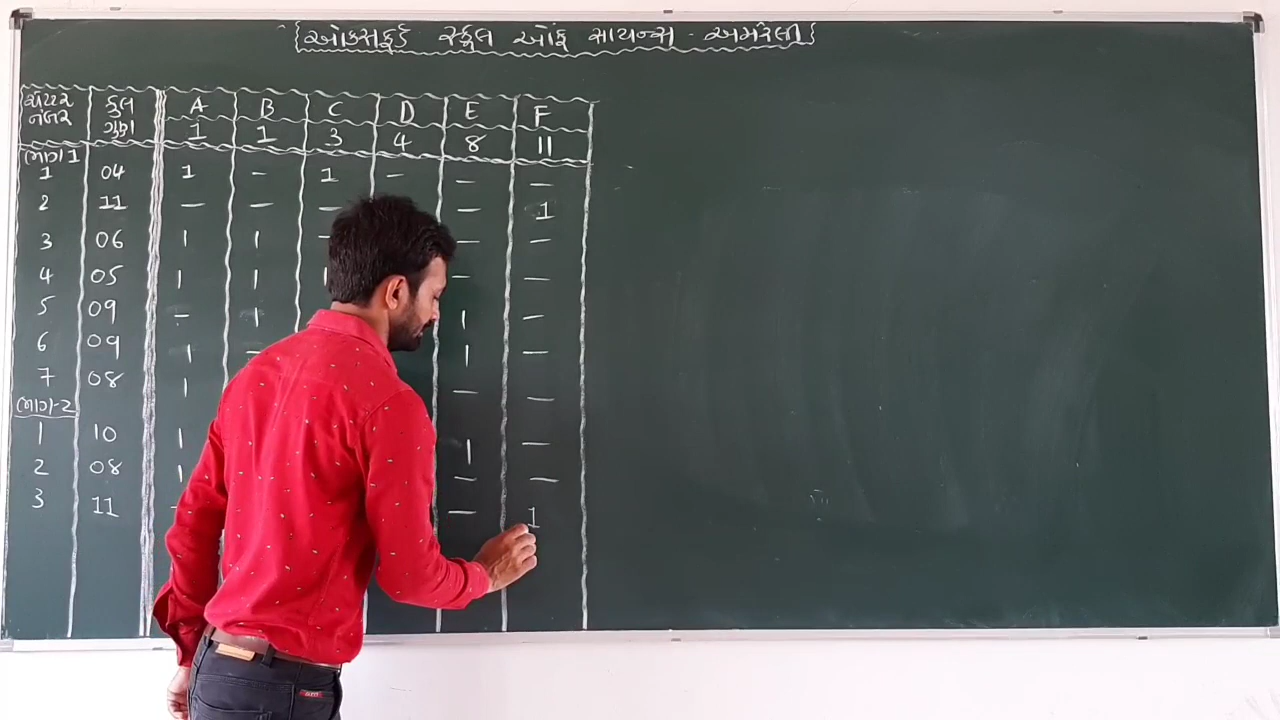 {ઓક્સફર્ડ સ્કુલ ઓફ સાયન્સ - અમરેલી}
ચેપ્ટર નંબર કુલ ગુણ A B C D E F
1 1 3 4 8 11
ભાગ 1
1 04 1 - 1 - - -
2 11 - - - - 1
3 06 1 1 - - -
4 05 1 1 1 - -
5 09 - 1 1 -
6 09 1 - 1 -
7 08 1 - -
ભાગ-2
1 10 1 1 -
2 08 1 - -
3 11 - - 1